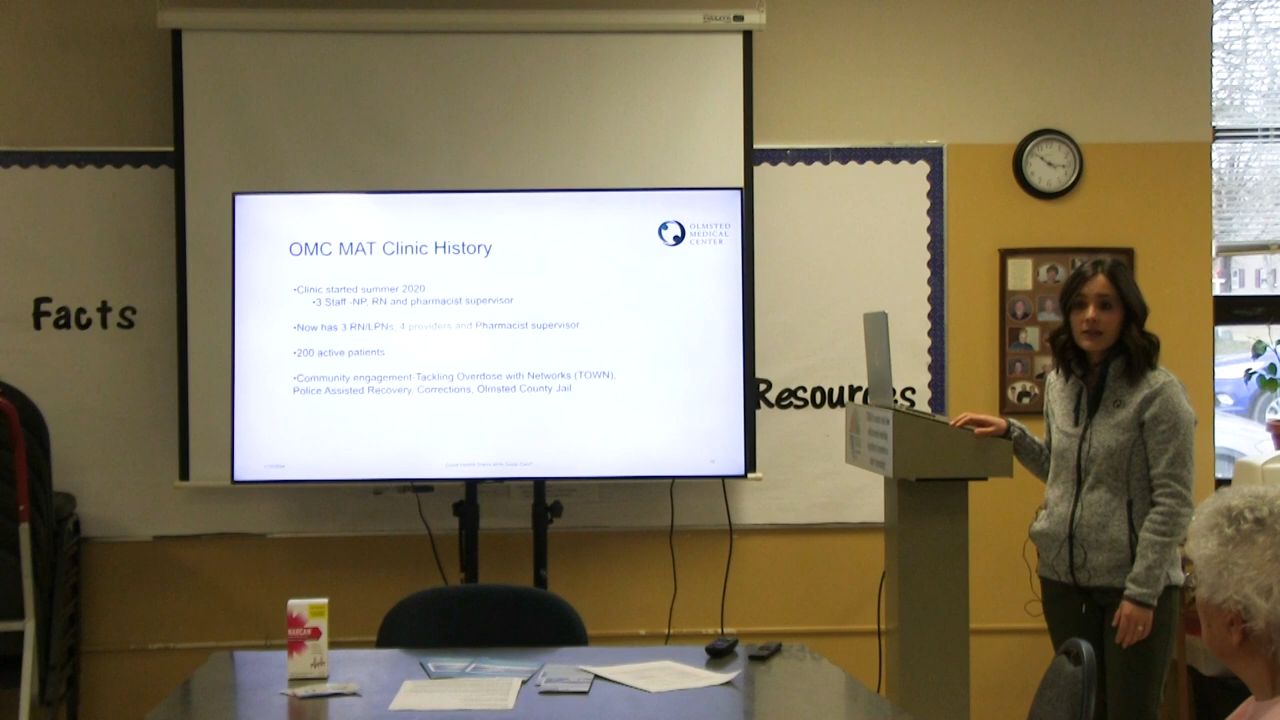 OMC MAT Clinic History
OLMSTED
MEDICAL
CENTER
•Clinic started summer 2020
•3 Staff -NP, RN and pharmacist supervisor
•Now has 3 RN/LPNs, 4 providers and Pharmacist supervisor
•200 active patients
•Community engagement-Tackling Overdose with Networks (TOWN),
Police Assisted Recovery, Corrections, Olmsted County Jail
Facts
Resources
NARCAN